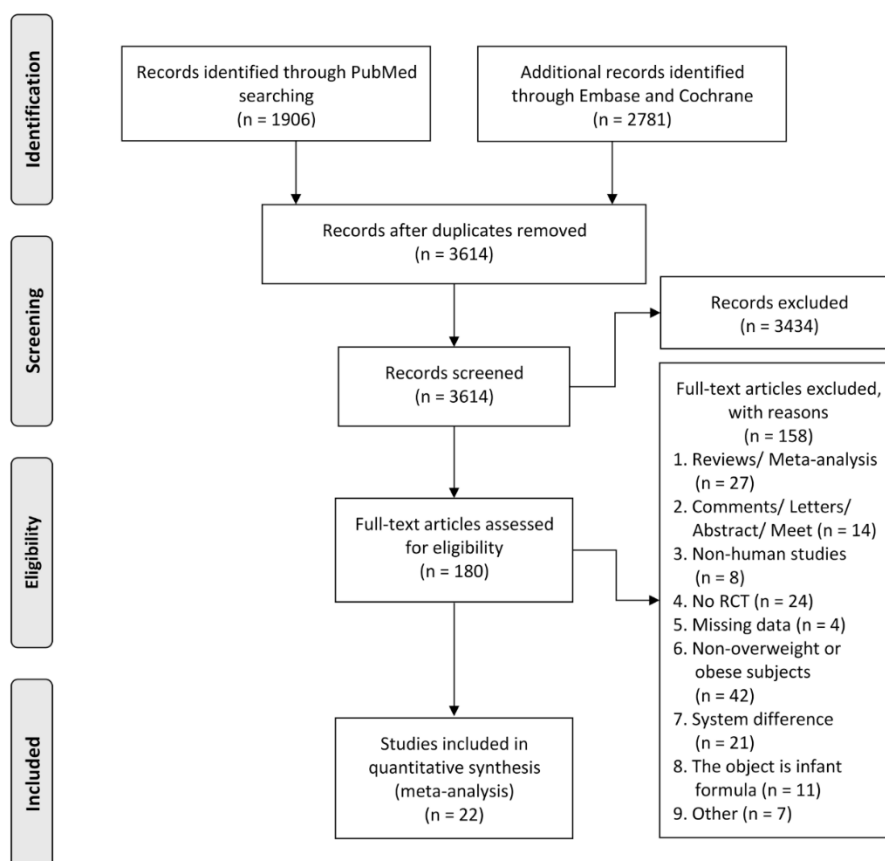 Identification
Records identified through PubMed
searching
(n = 1906)
Additional records identified
through Embase and Cochrane
(n = 2781)
Records after duplicates removed
(n = 3614)
Screening
Records screened
(n = 3614)
Records excluded
(n = 3434)
Eligibility
Full-text articles assessed
for eligibility
(n = 180)
Full-text articles excluded,
with reasons
(n = 158)
1. Reviews/ Meta-analysis
(n = 27)
2. Comments/ Letters/
Abstract/ Meet (n = 14)
3. Non-human studies
(n = 8)
4. No RCT (n = 24)
5. Missing data (n = 4)
6. Non-overweight or
obese subjects
(n = 42)
7. System difference
(n = 21)
8. The object is infant
formula (n = 11)
9. Other (n = 7)
Included
Studies included in
quantitative synthesis
(meta-analysis)
(n = 22)